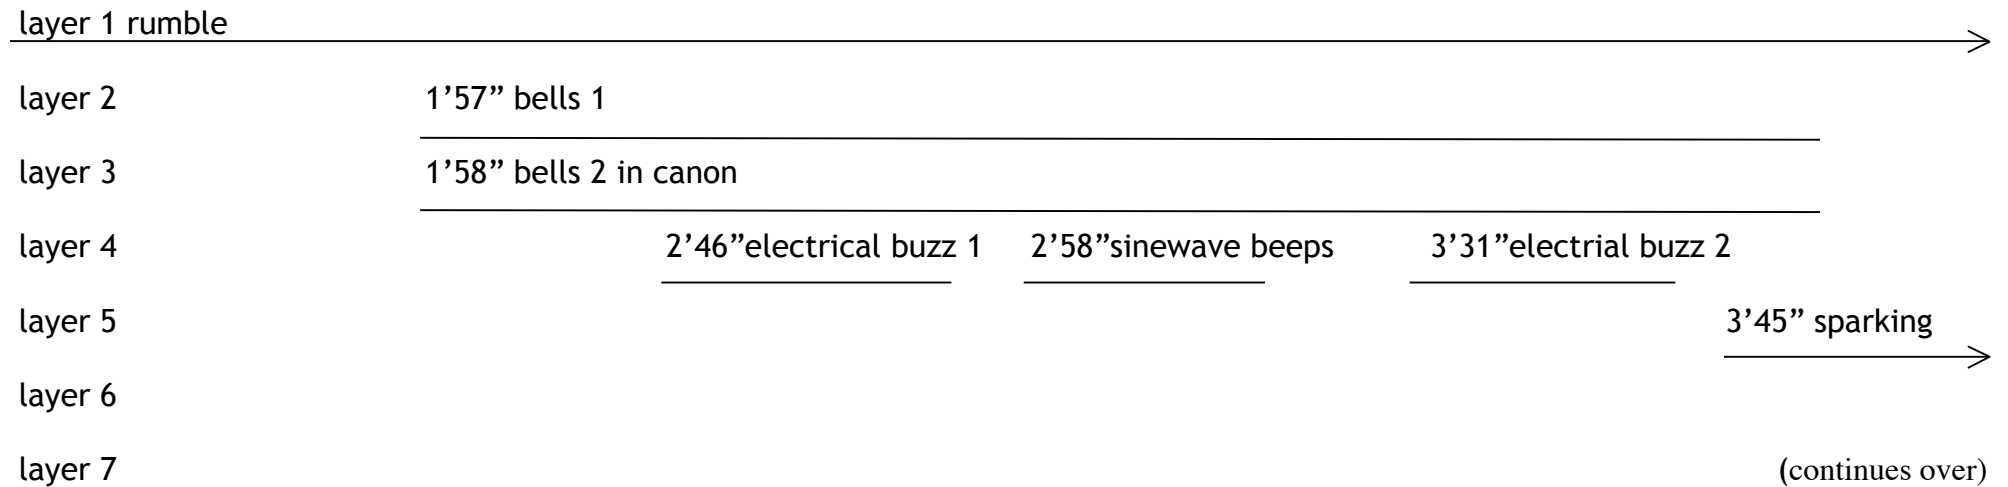 layer 1 rumble
layer 2 1’57” bells 1
layer 3 1’58” bells 2 in canon
layer 4 2’46”electrical buzz 1 2’58”sinewave beeps 3’31”electrial buzz 2
layer 5 3’45” sparking
layer 6
layer 7 (continues over)